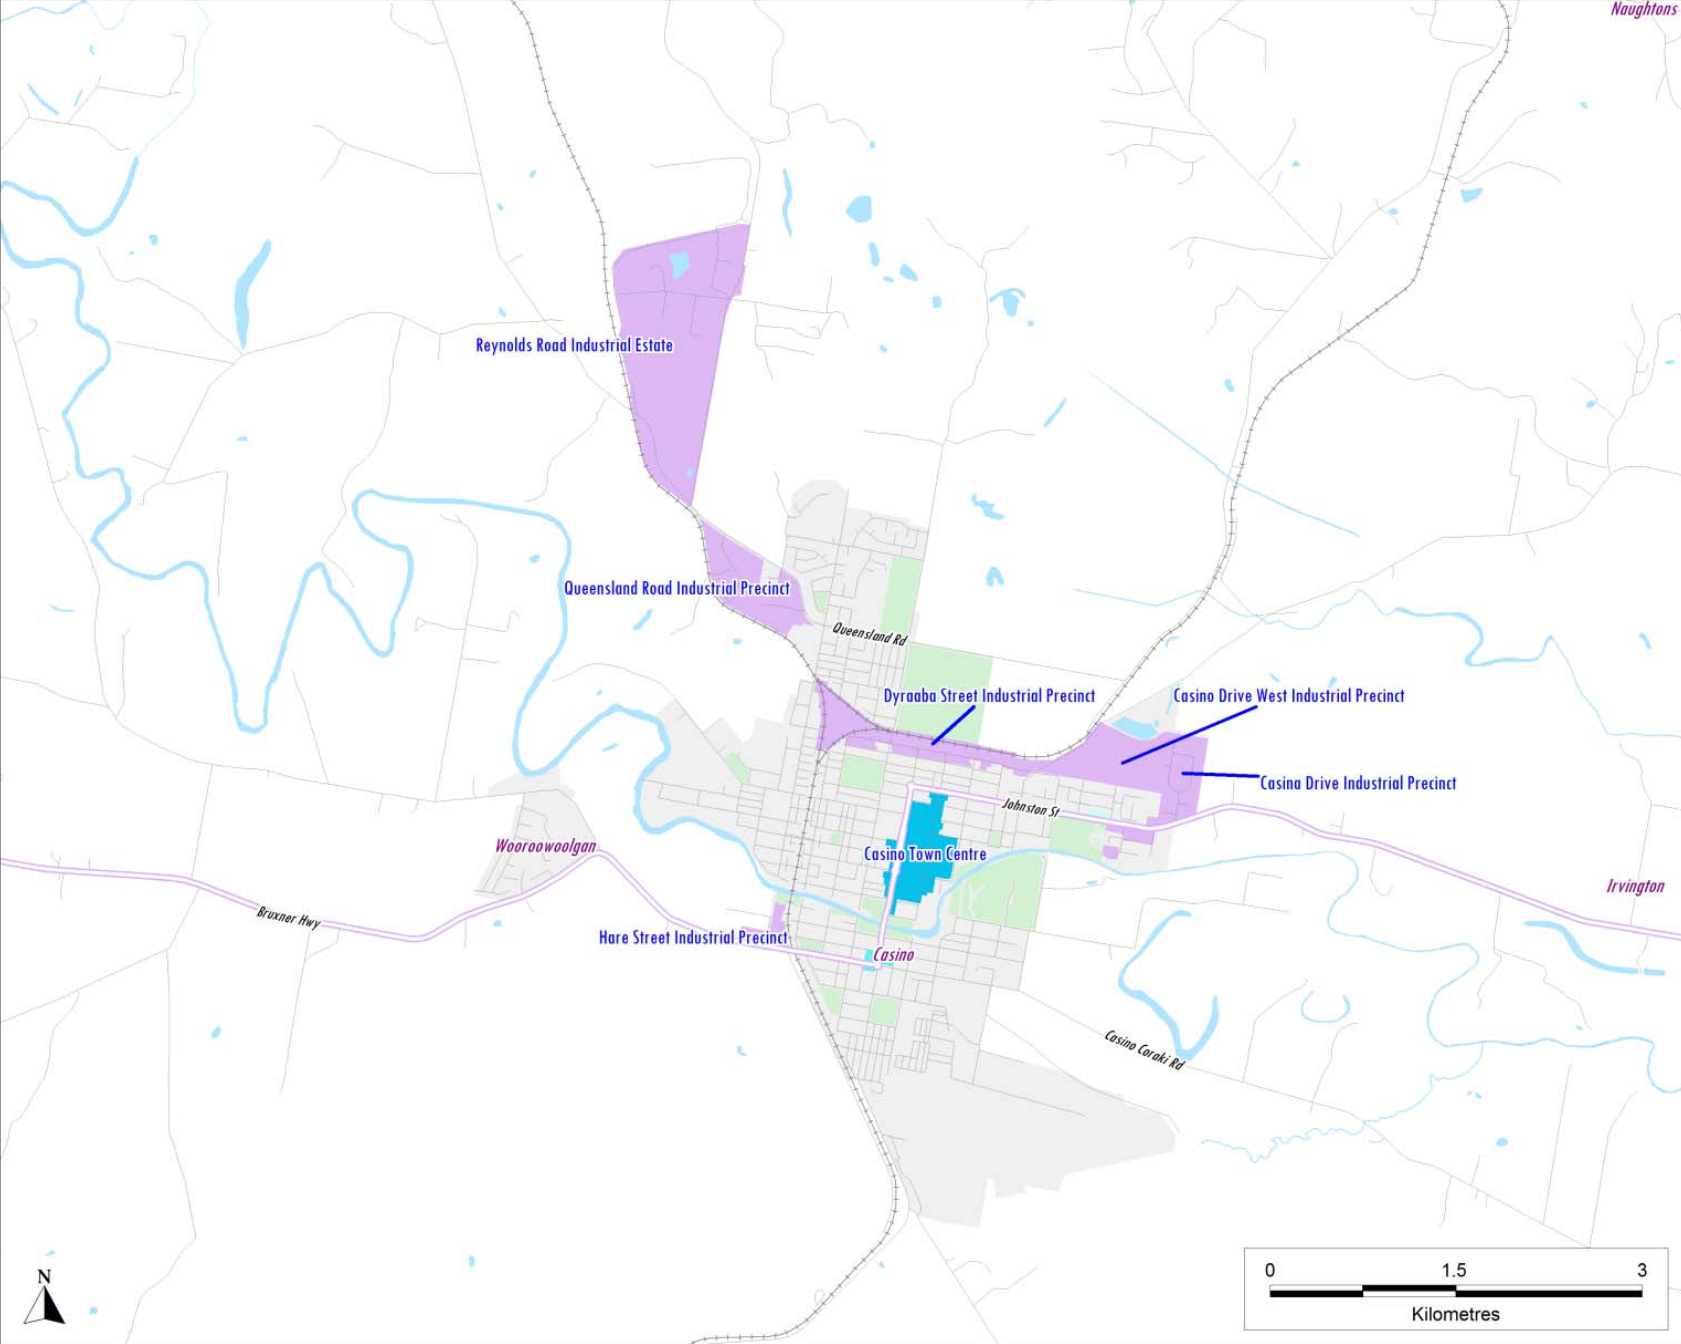 Naughtons
Reynolds Road Industrial Estate
Queensland Road Industrial Precinct
Queensland Rd
Dyraaba Street Industrial Precinct
Casino Drive West Industrial Precinct
Casina Drive Industrial Precinct
Johnston St
Wooroowoolgan
Casino Town Centre
Irvington
Bruxner Hwy
Hare Street Industrial Precinct
Casino
Casino Coraki Rd
N
0 1.5 3
Kilometres